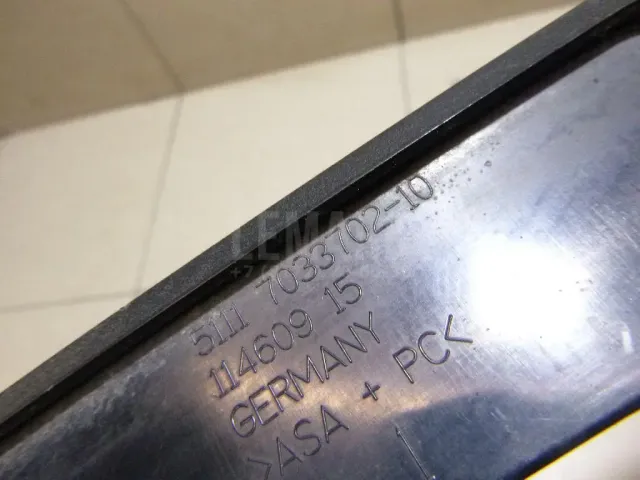 5111 7033702-10
114609 15
GERMANY
>ASA + PC<